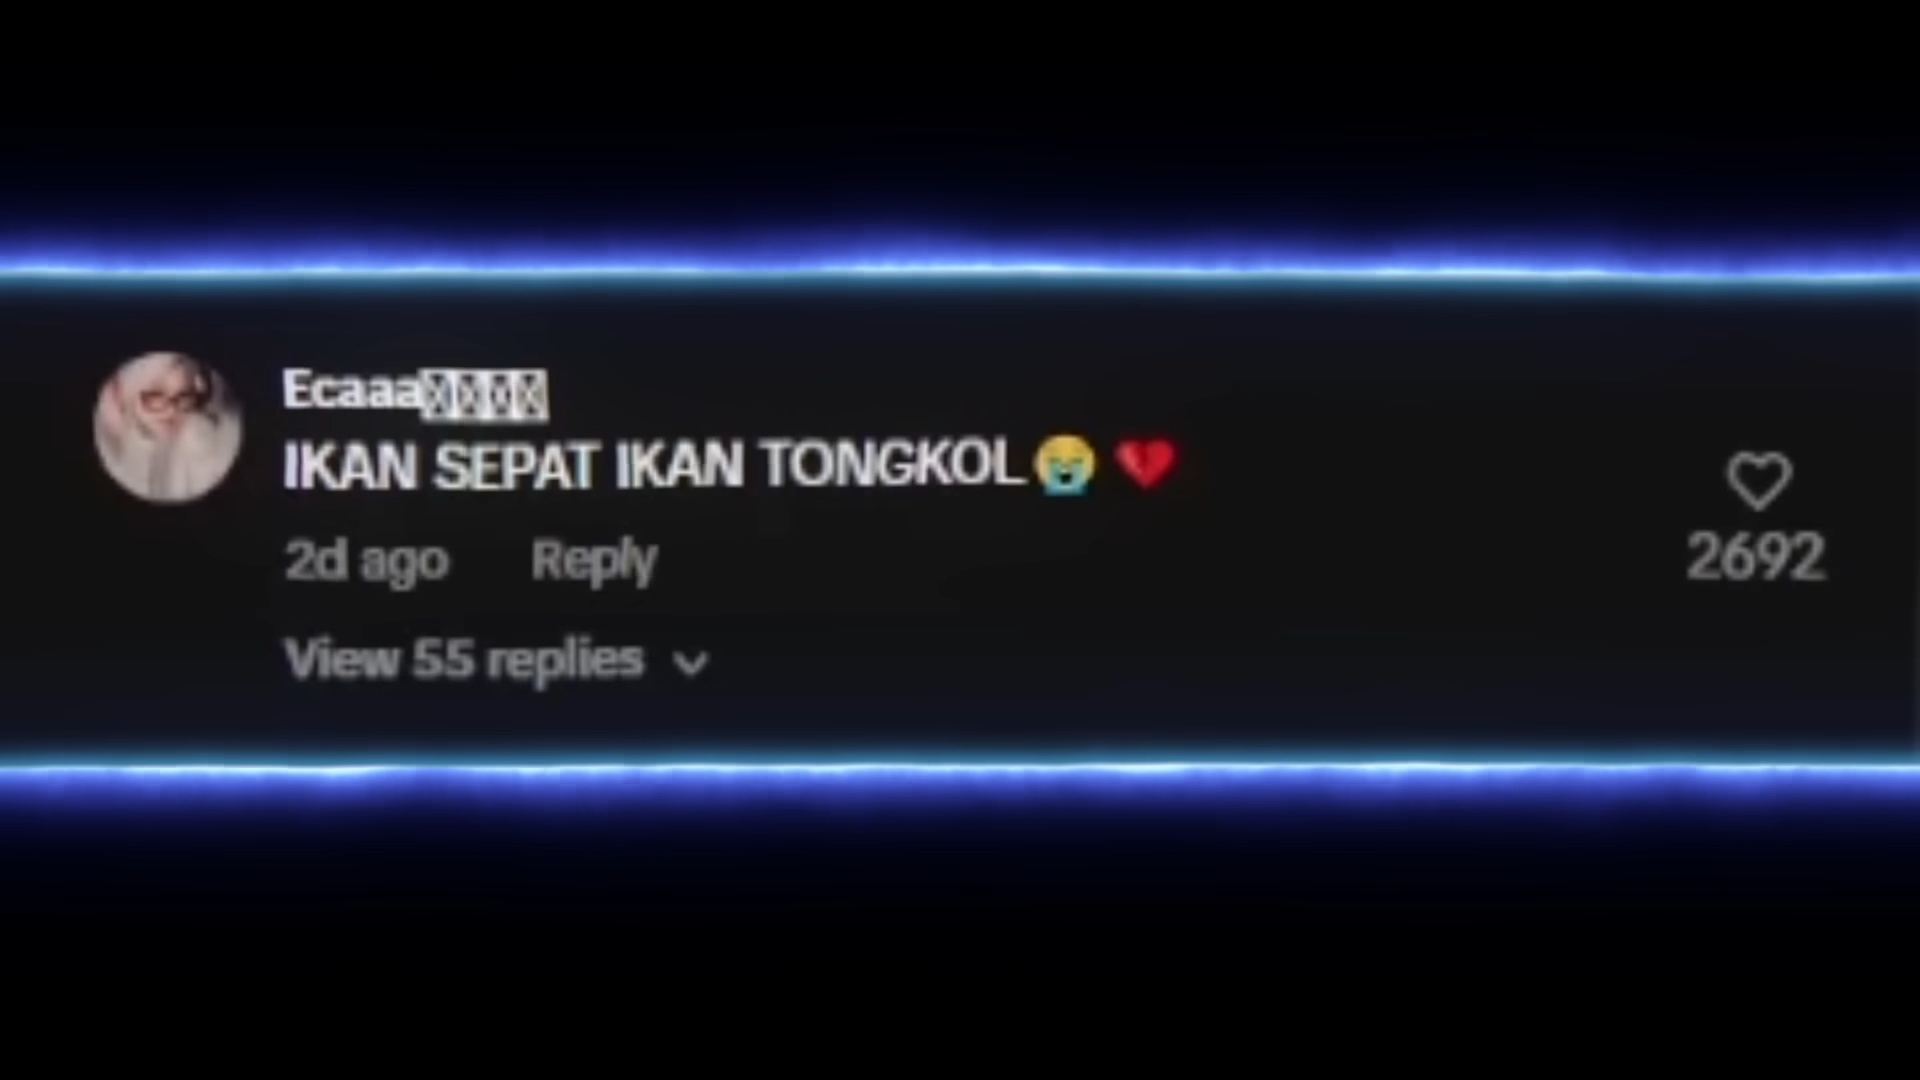 Ecaaa
IKAN SEPAT IKAN TONGKOL😭💔
2d ago Reply
2692
View 55 replies